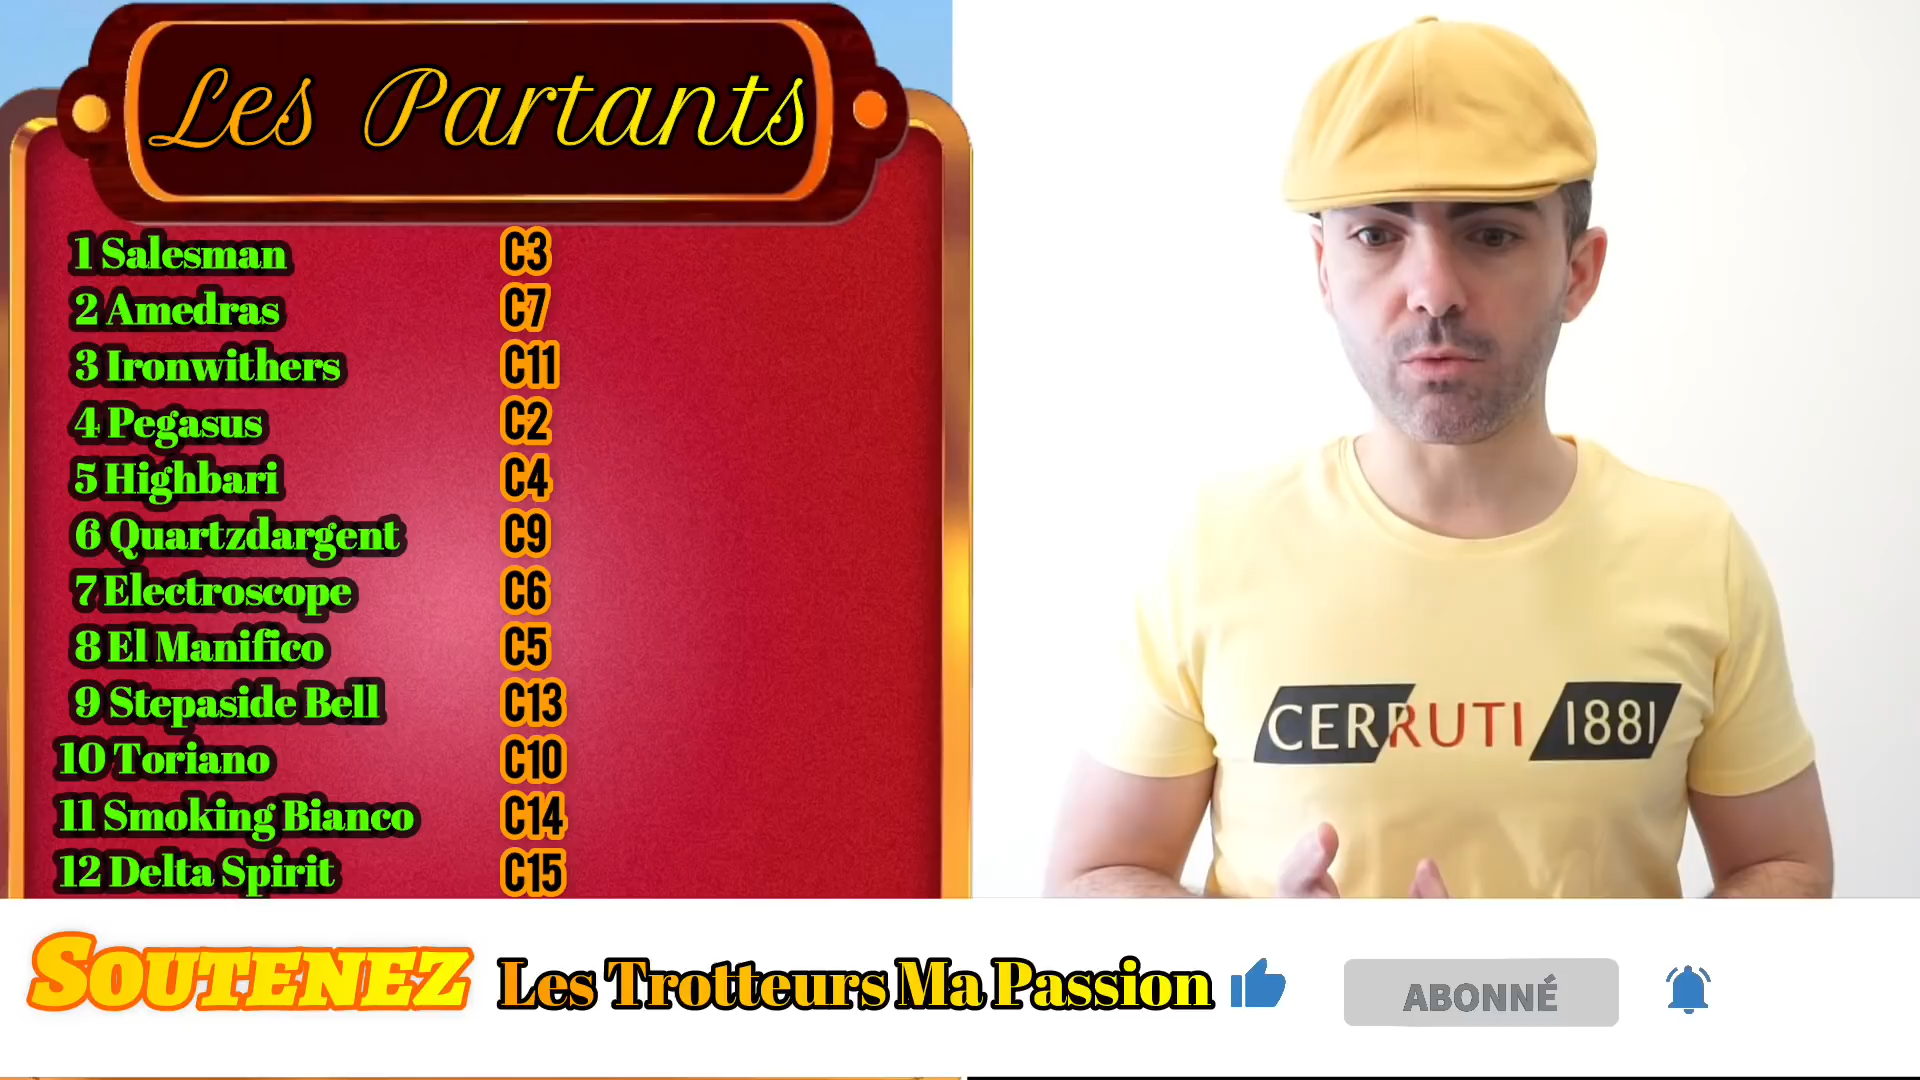 Les Partants
1 Salesman C3
2 Amedras C7
3 Ironwithers C11
4 Pegasus C2
5 Highbari C4
6 Quartzdargent C9
7 Electroscope C6
8 El Manifico C5
9 Stepaside Bell C13
10 Toriano C10
11 Smoking Bianco C14
12 Delta Spirit C15
CERRUTI 1881
SOUTENEZ Les Trotteurs Ma Passion ABONNÉ